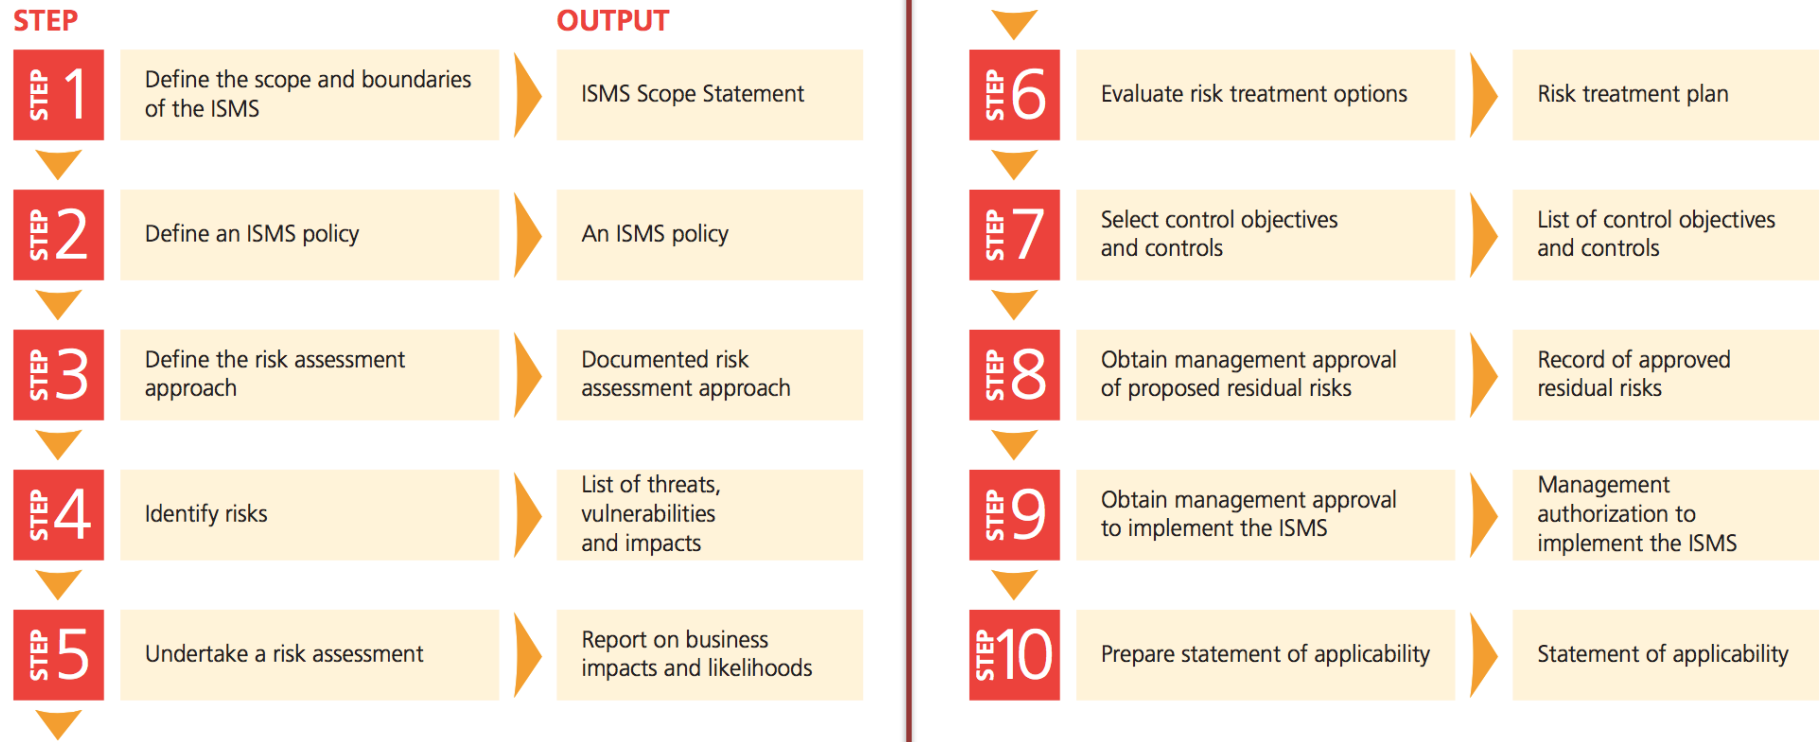 STEP
OUTPUT
STEP 1
Define the scope and boundaries
of the ISMS
ISMS Scope Statement
STEP 2
Define an ISMS policy
An ISMS policy
STEP 3
Define the risk assessment
approach
Documented risk
assessment approach
STEP 4
Identify risks
List of threats,
vulnerabilities
and impacts
STEP 5
Undertake a risk assessment
Report on business
impacts and likelihoods
STEP 6
Evaluate risk treatment options
Risk treatment plan
STEP 7
Select control objectives
and controls
List of control objectives
and controls
STEP 8
Obtain management approval
of proposed residual risks
Record of approved
residual risks
STEP 9
Obtain management approval
to implement the ISMS
Management
authorization to
implement the ISMS
STEP 10
Prepare statement of applicability
Statement of applicability